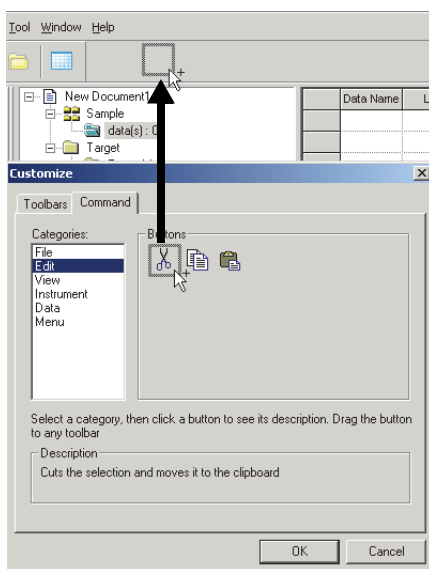 Tool Window Help
New Document1
Sample
data(s) : 0
Target
Data Name
Customize
Toolbars Command
Categories:
File
Edit
View
Instrument
Data
Menu
Buttons
Select a category, then click a button to see its description. Drag the button
to any toolbar
Description
Cuts the selection and moves it to the clipboard
OK Cancel